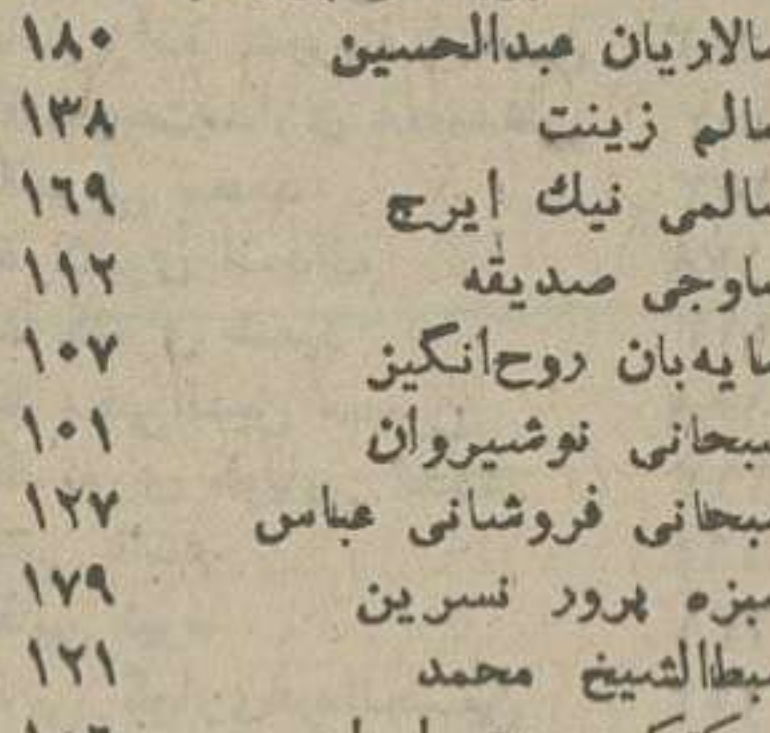 سالاریان عبدالحسین ۱۸۰
سالم زینت ۱۳۸
سالمی نیك ایرج ۱۶۹
ساوجی صدیقه ۱۱۲
سایه‌بان روح‌انگیز ۱۰۷
سبحانی نوشیروان ۱۰۱
سبحانی فروشانی عباس ۱۲۷
سبزه پرور نسرین ۱۷۹
سبط‌الشیخ محمد ۱۲۱